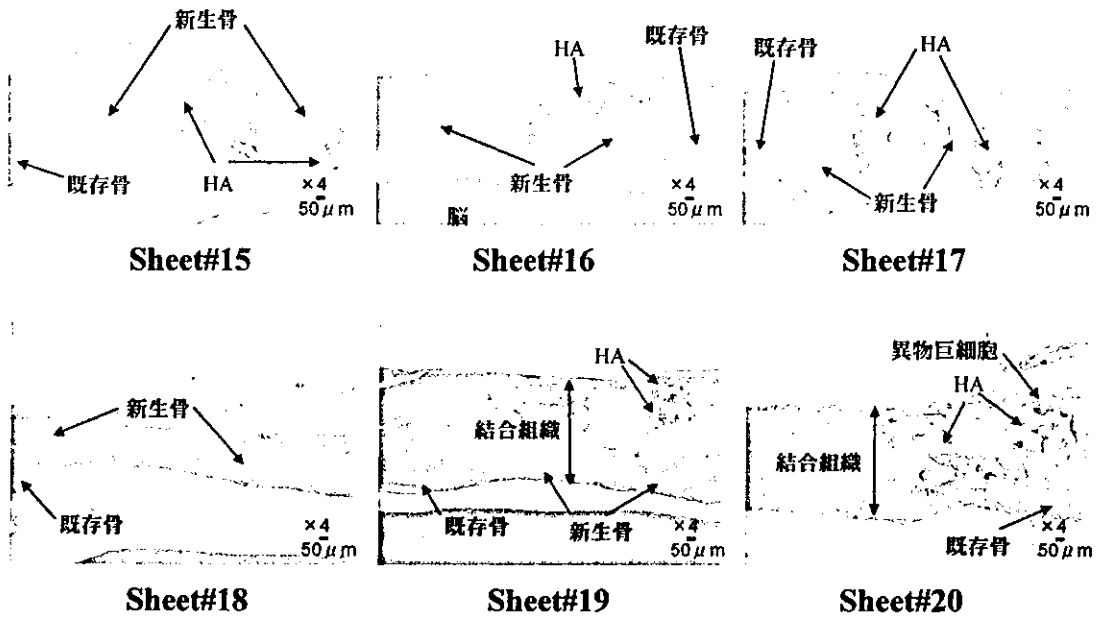 新生骨
既存骨
HA
×4
50μm
Sheet#15
HA
既存骨
新生骨
脳
×4
50μm
Sheet#16
既存骨
HA
新生骨
×4
50μm
Sheet#17
新生骨
既存骨
×4
50μm
Sheet#18
HA
結合組織
既存骨
新生骨
×4
50μm
Sheet#19
異物巨細胞
HA
結合組織
既存骨
×4
50μm
Sheet#20